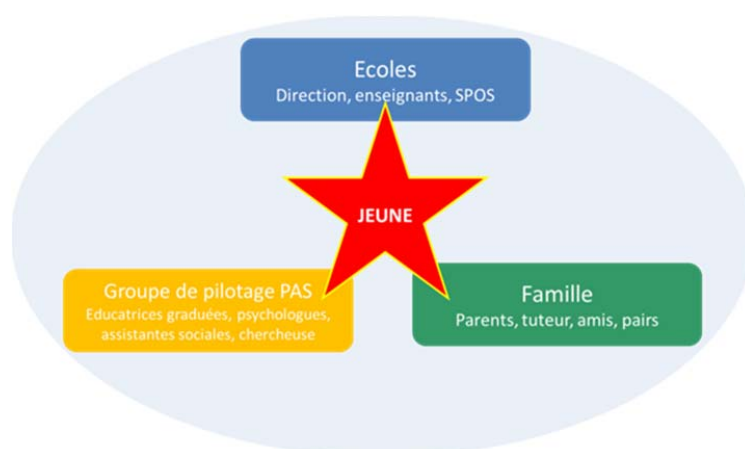 Ecoles
Direction, enseignants, SPOS
JEUNE
Groupe de pilotage PAS
Educatrices graduées, psychologues,
assistantes sociales, chercheuse
Famille
Parents, tuteur, amis, pairs